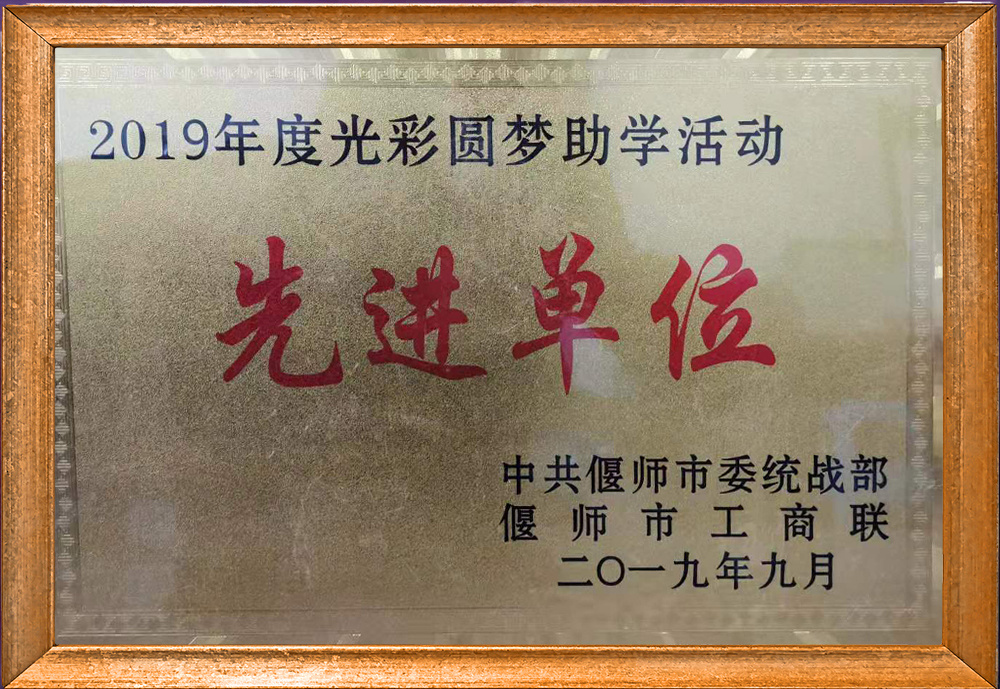 2019年度光彩圆梦助学活动
先进单位
中共偃师市委统战部
偃师市工商联
二〇一九年九月